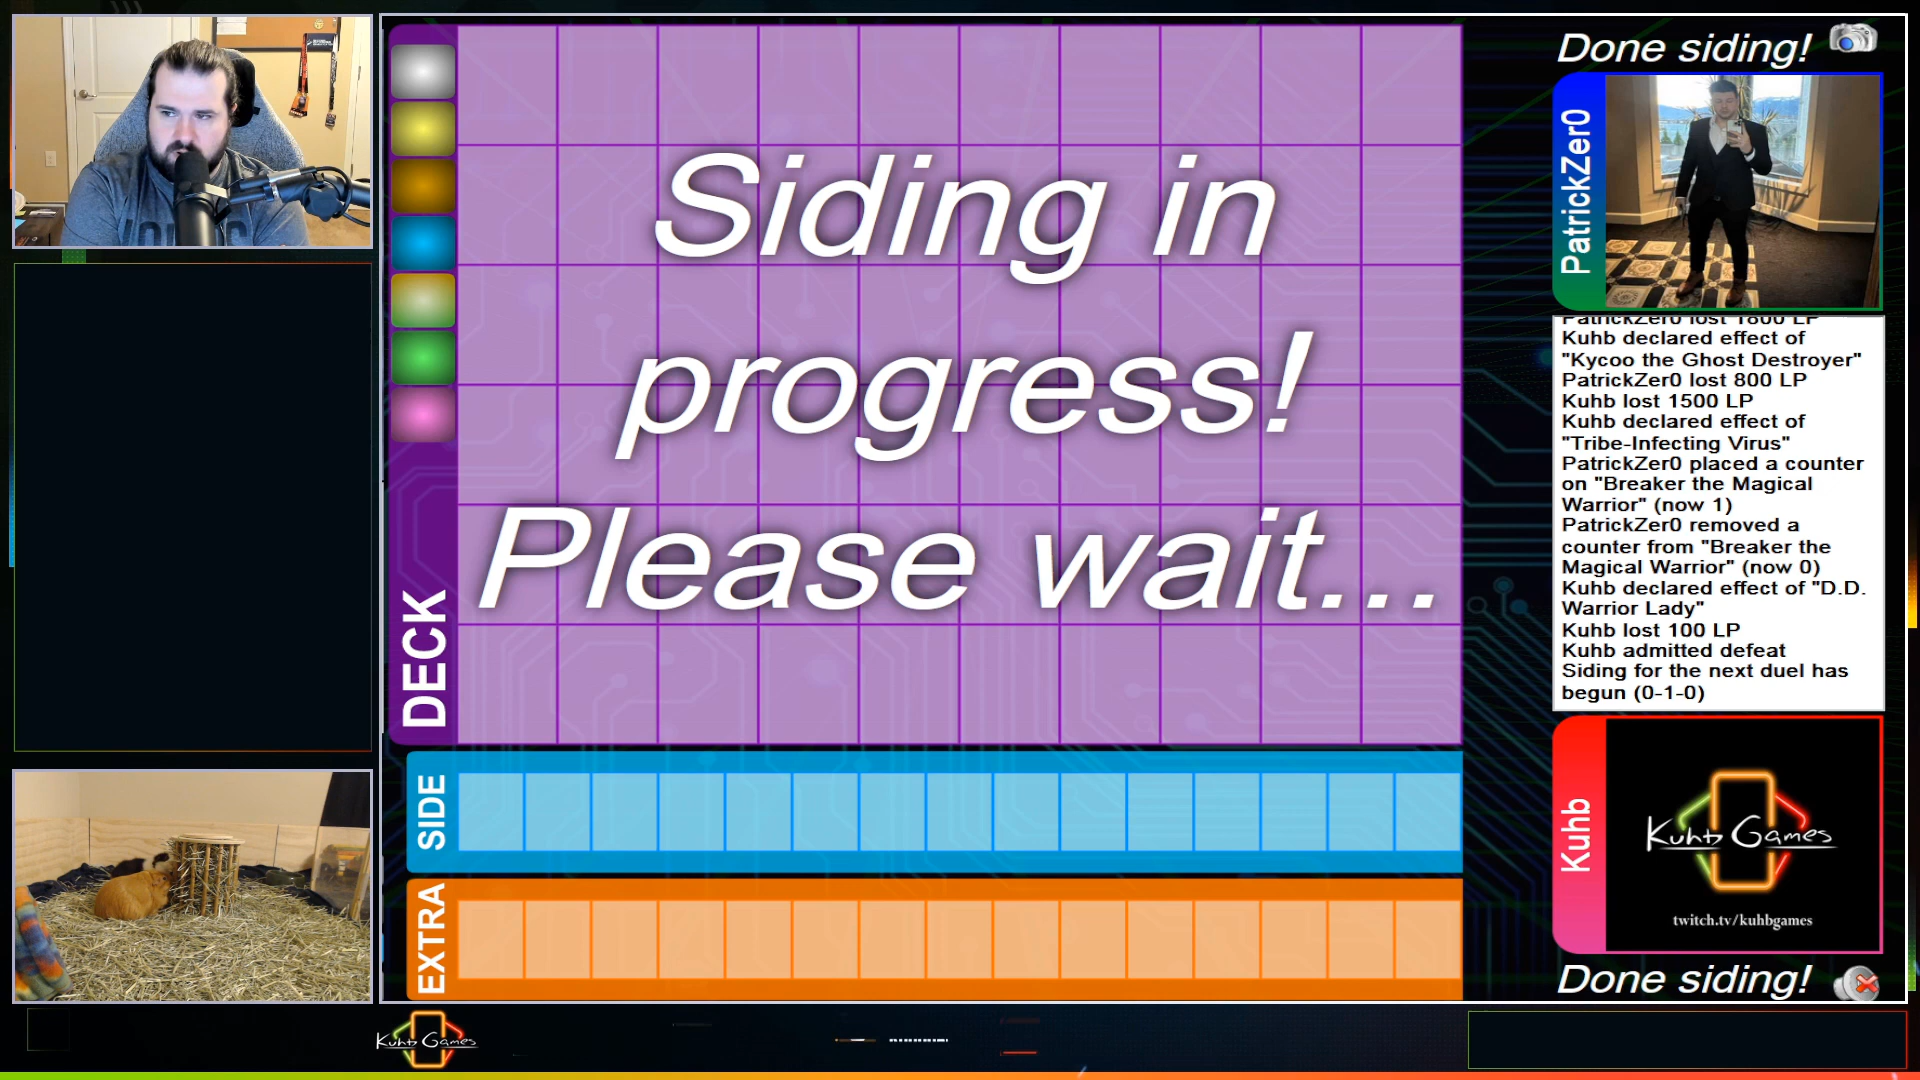 Siding in
progress!
Please wait...
DECK
SIDE
EXTRA
Done siding!
PatrickZer0
PatrickZer0 lost 1800 LP
Kuhb declared effect of
"Kycoo the Ghost Destroyer"
PatrickZer0 lost 800 LP
Kuhb lost 1500 LP
Kuhb declared effect of
"Tribe-Infecting Virus"
PatrickZer0 placed a counter
on "Breaker the Magical
Warrior" (now 1)
PatrickZer0 removed a
counter from "Breaker the
Magical Warrior" (now 0)
Kuhb declared effect of "D.D.
Warrior Lady"
Kuhb lost 100 LP
Kuhb admitted defeat
Siding for the next duel has
begun (0-1-0)
Kuhb
Kuhb Games
twitch.tv/kuhbgames
Done siding!
Kuhb Games